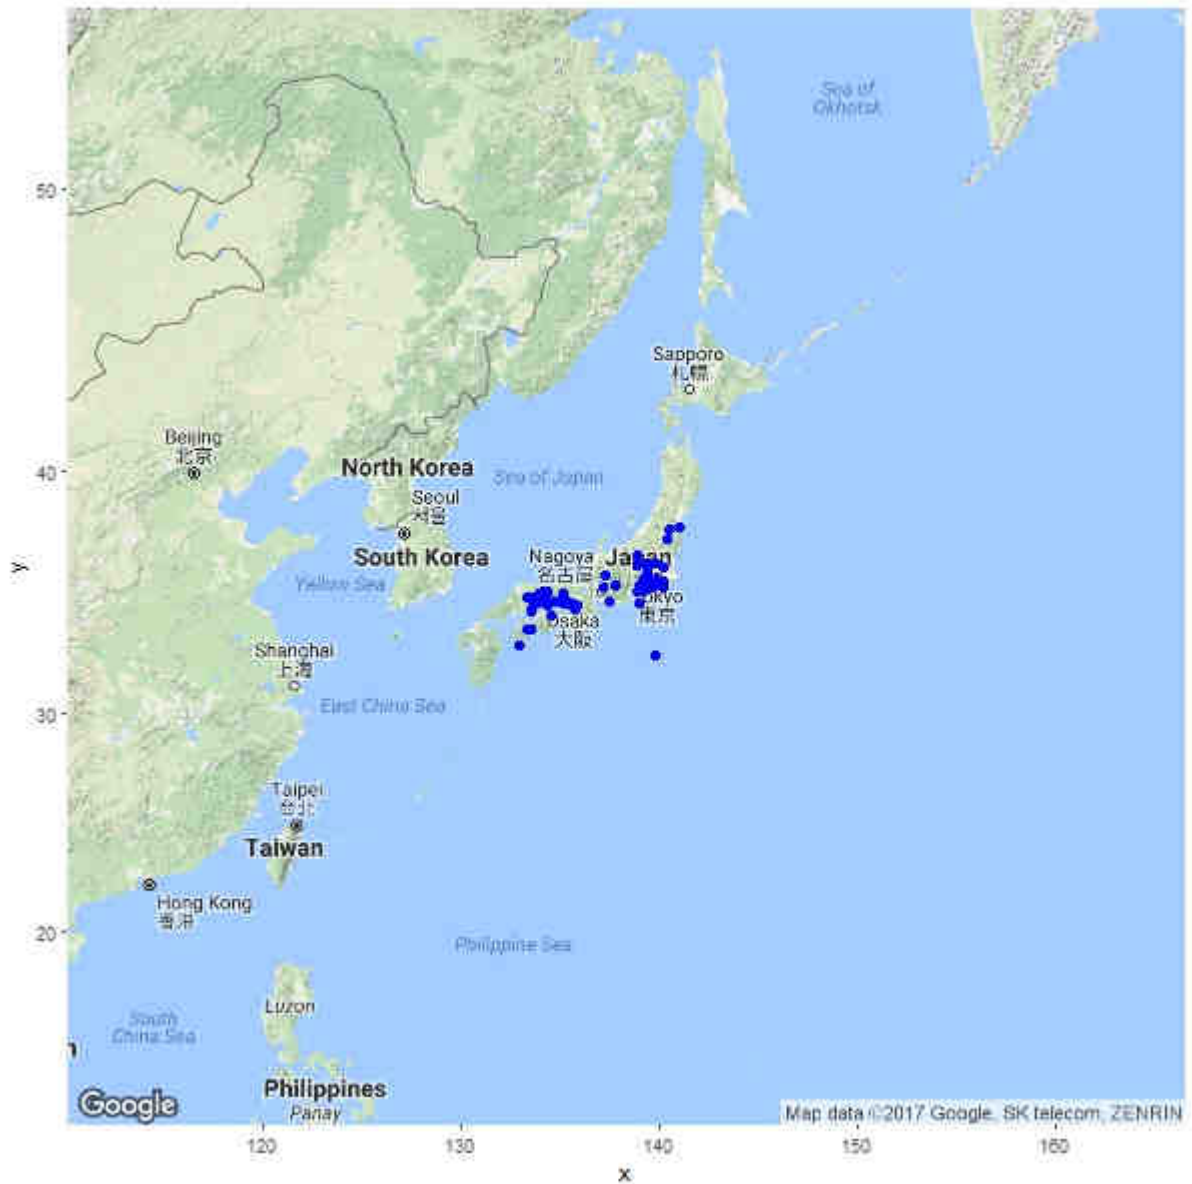 Sea of
Okhotsk
50
Sapporo
札幌
Beijing
北京
40
North Korea
Sea of Japan
Seoul
서울
South Korea
Nagoya
名古屋
Japan
y
Yellow Sea
Tokyo
東京
Osaka
大阪
Shanghai
上海
30
East China Sea
Taipei
台北
Taiwan
Hong Kong
香港
20
Philippine Sea
Luzon
South
China Sea
n
Philippines
Panay
Google
Map data ©2017 Google, SK telecom, ZENRIN
120
130
140
150
160
x